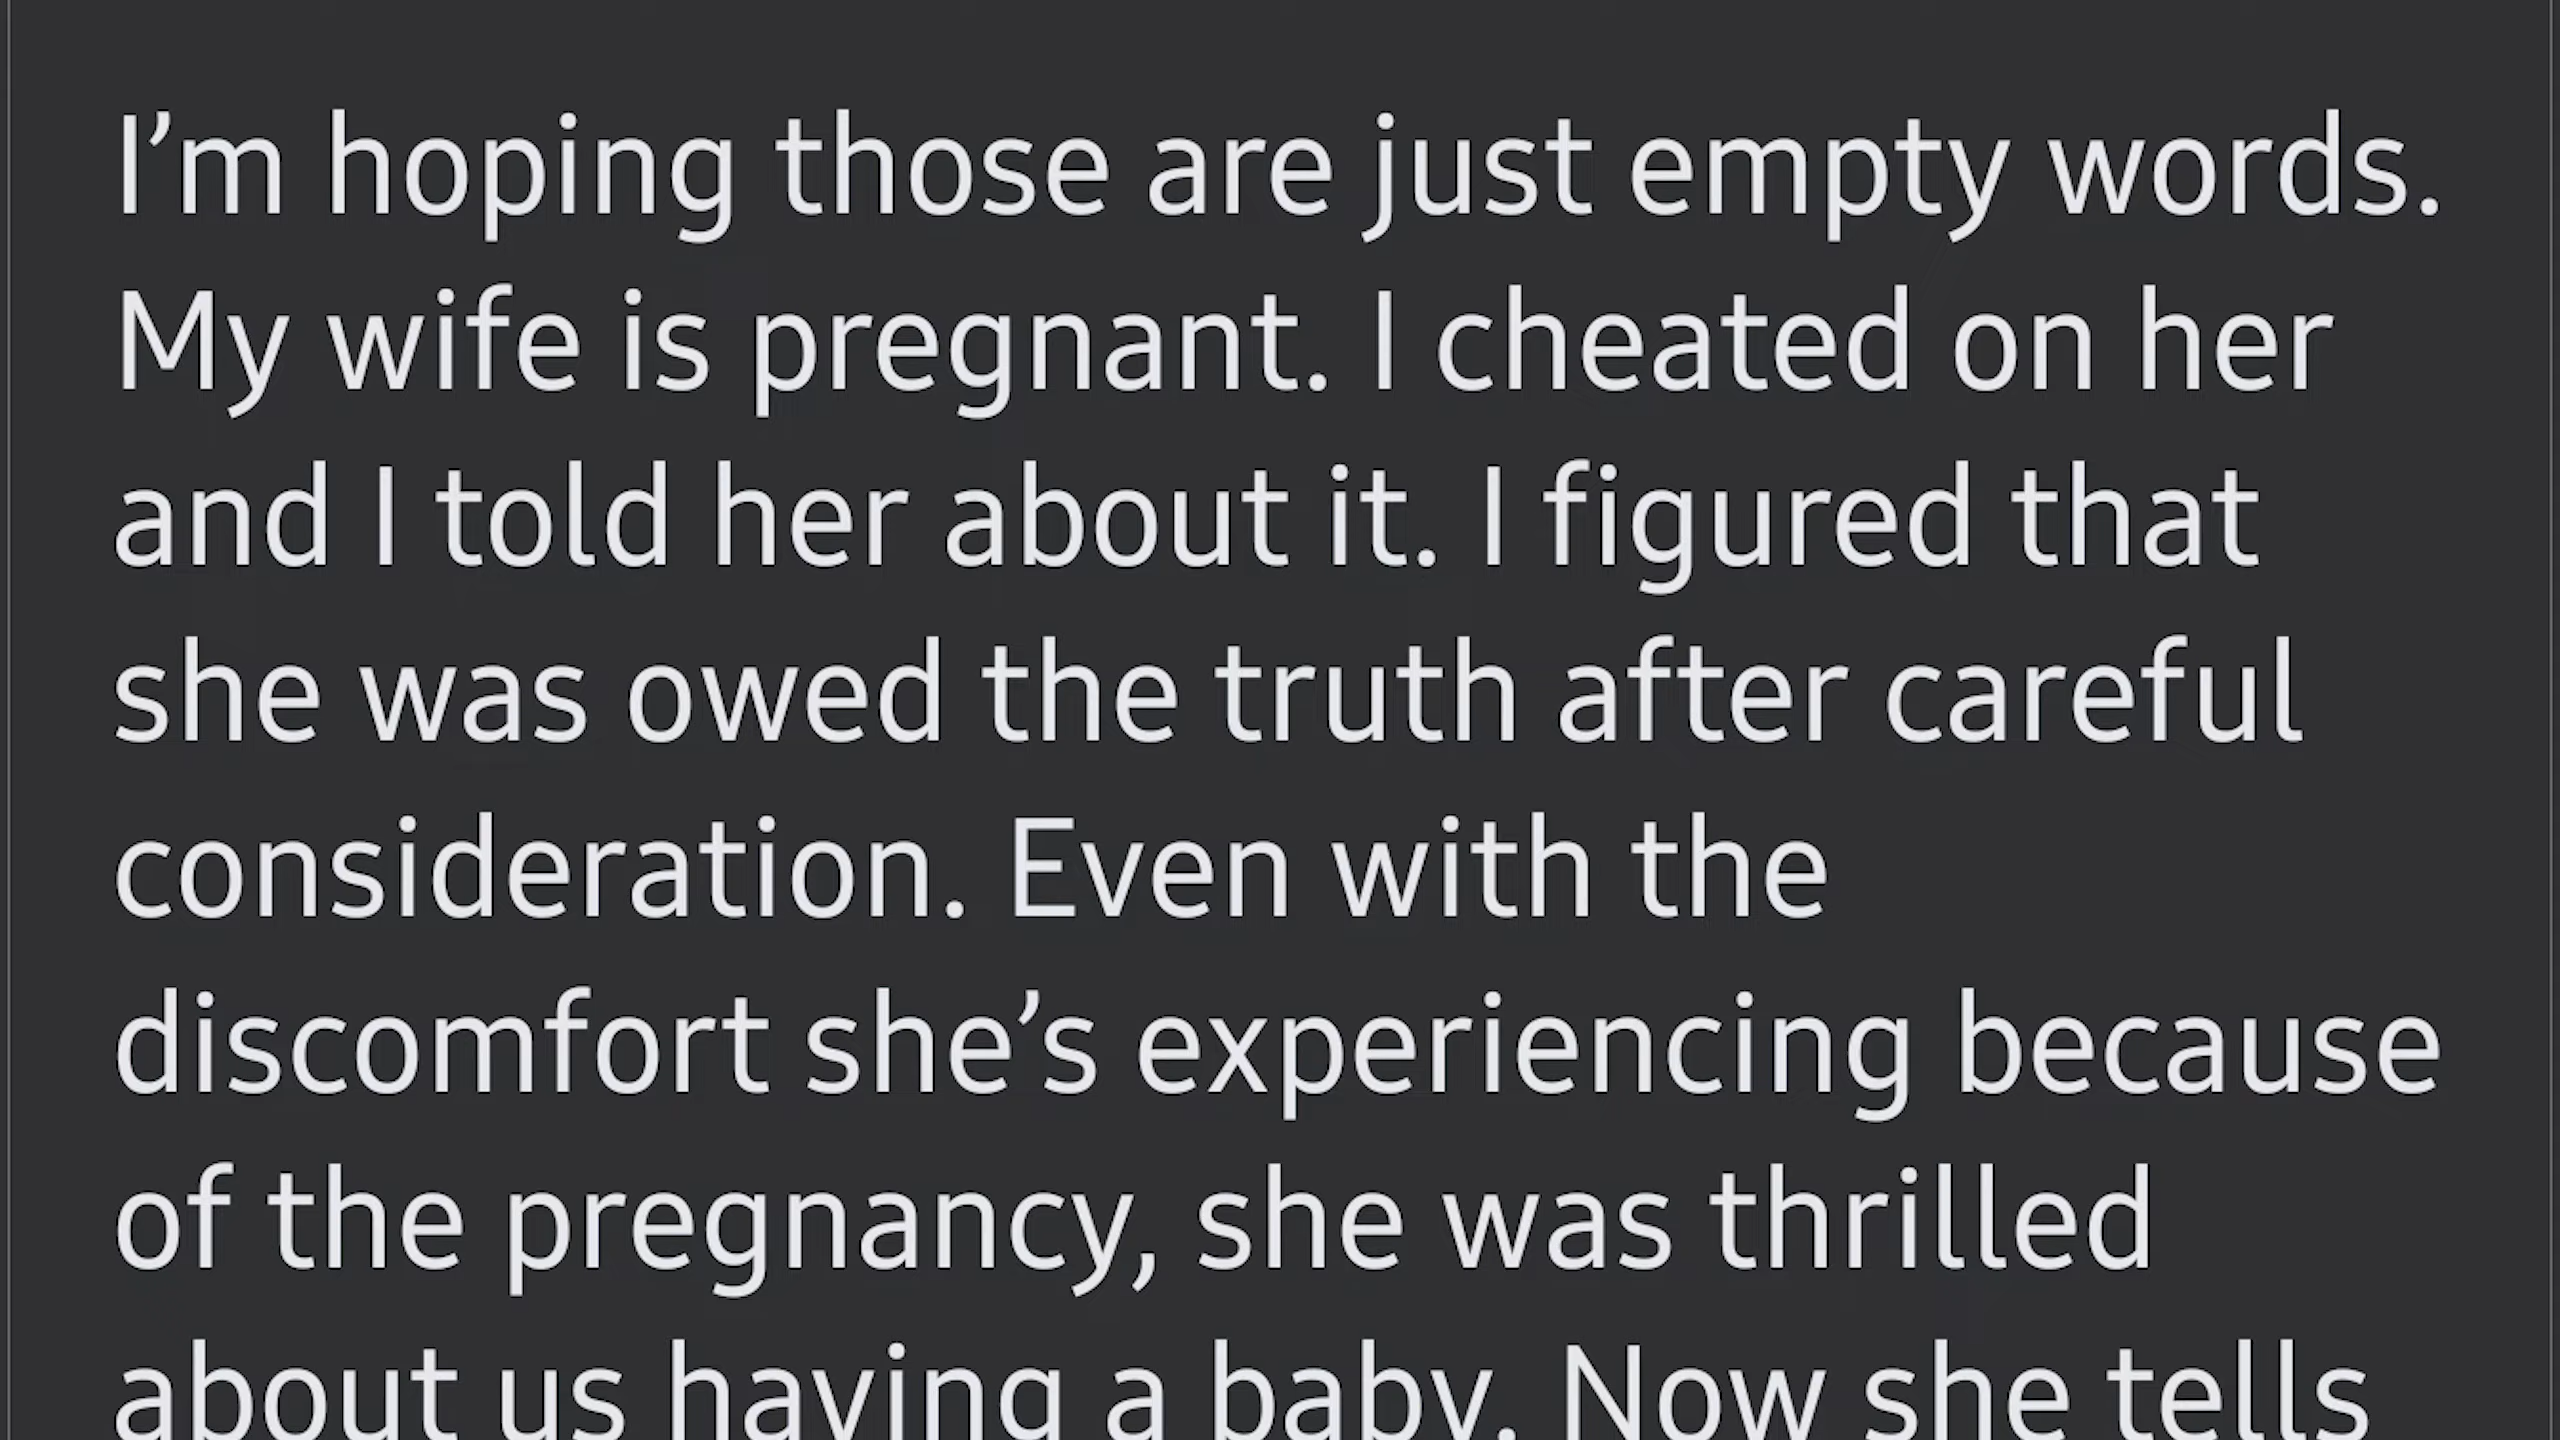 I’m hoping those are just empty words.
My wife is pregnant. I cheated on her
and I told her about it. I figured that
she was owed the truth after careful
consideration. Even with the
discomfort she’s experiencing because
of the pregnancy, she was thrilled
about us having a baby. Now she tells